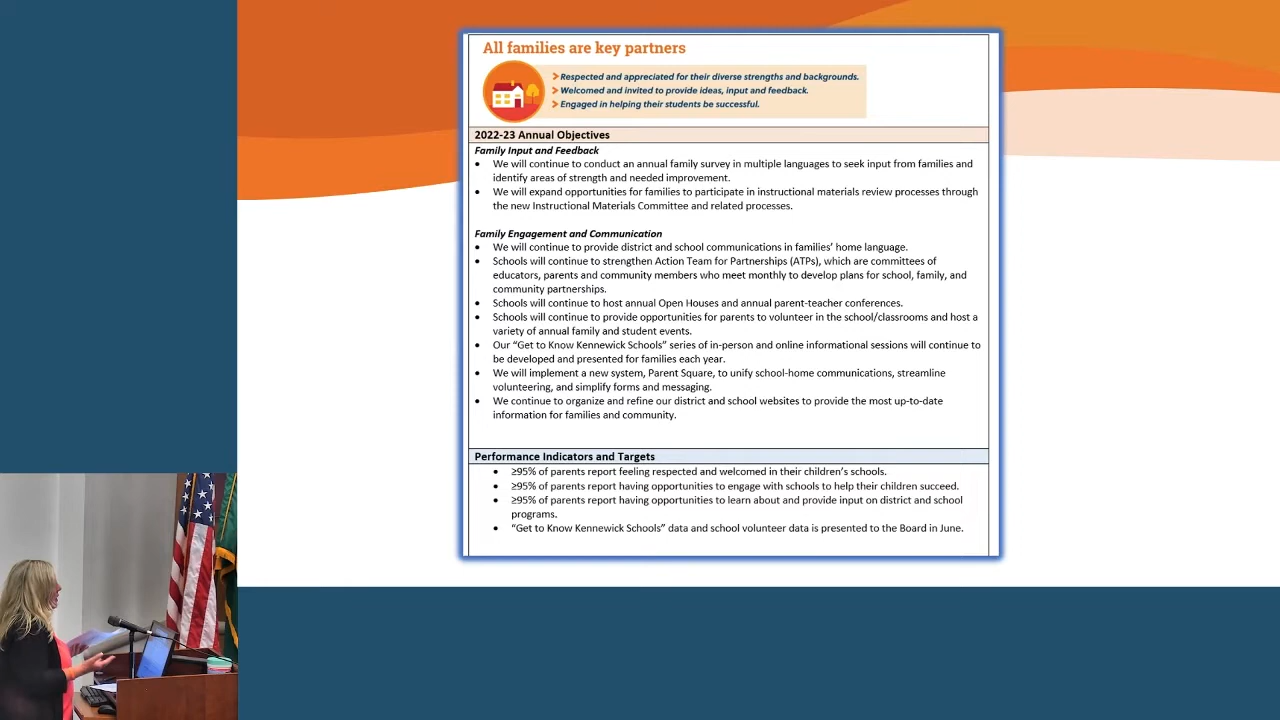 All families are key partners
Respected and appreciated for their diverse strengths and backgrounds.
Welcomed and invited to provide ideas, input and feedback.
Engaged in helping their students be successful.
2022-23 Annual Objectives
Family Input and Feedback
• We will continue to conduct an annual family survey in multiple languages to seek input from families and
identify areas of strength and needed improvement.
• We will expand opportunities for families to participate in instructional materials review processes through
the new Instructional Materials Committee and related processes.
Family Engagement and Communication
• We will continue to provide district and school communications in families’ home language.
• Schools will continue to strengthen Action Team for Partnerships (ATPs), which are committees of
educators, parents and community members who meet monthly to develop plans for school, family, and
community partnerships.
• Schools will continue to host annual Open Houses and annual parent-teacher conferences.
• Schools will continue to provide opportunities for parents to volunteer in the school/classrooms and host a
variety of annual family and student events.
• Our “Get to Know Kennewick Schools” series of in-person and online informational sessions will continue to
be developed and presented for families each year.
• We will implement a new system, Parent Square, to unify school-home communications, streamline
volunteering, and simplify forms and messaging.
• We continue to organize and refine our district and school websites to provide the most up-to-date
information for families and community.
Performance Indicators and Targets
• ≥95% of parents report feeling respected and welcomed in their children’s schools.
• ≥95% of parents report having opportunities to engage with schools to help their children succeed.
• ≥95% of parents report having opportunities to learn about and provide input on district and school
programs.
• “Get to Know Kennewick Schools” data and school volunteer data is presented to the Board in June.